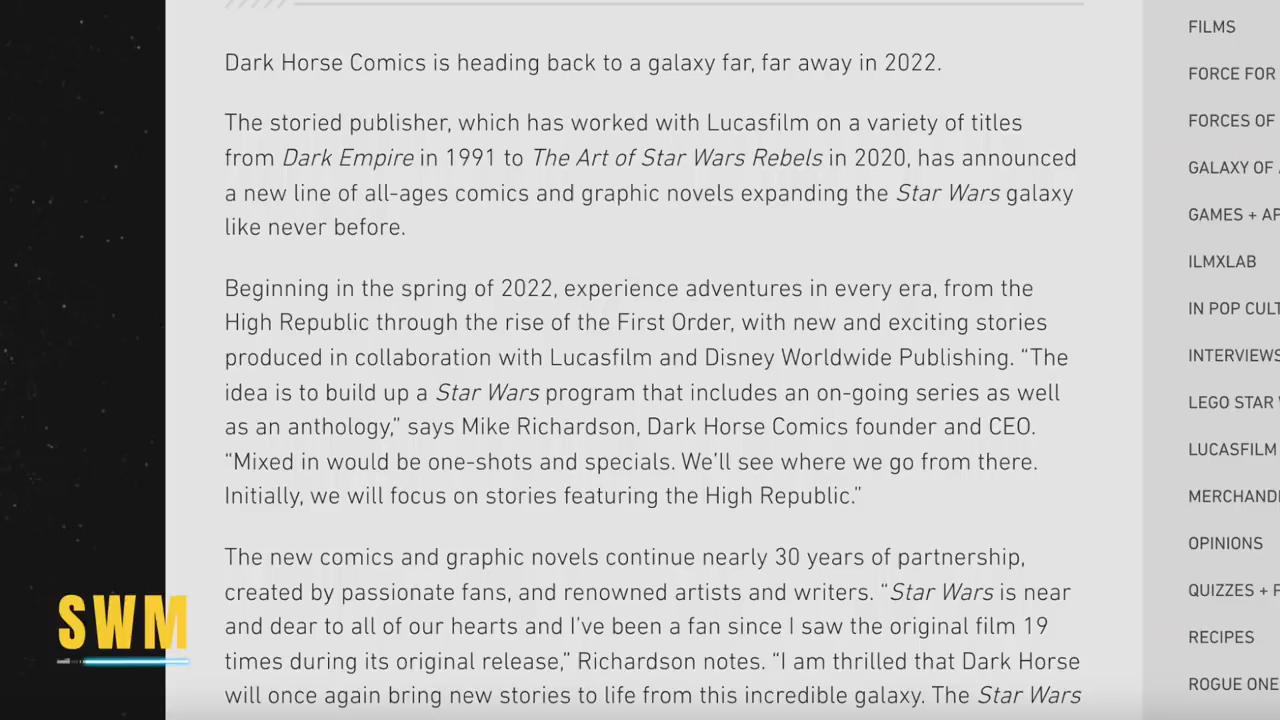 Dark Horse Comics is heading back to a galaxy far, far away in 2022.
The storied publisher, which has worked with Lucasfilm on a variety of titles
from Dark Empire in 1991 to The Art of Star Wars Rebels in 2020, has announced
a new line of all-ages comics and graphic novels expanding the Star Wars galaxy
like never before.
Beginning in the spring of 2022, experience adventures in every era, from the
High Republic through the rise of the First Order, with new and exciting stories
produced in collaboration with Lucasfilm and Disney Worldwide Publishing. “The
idea is to build up a Star Wars program that includes an on-going series as well
as an anthology,” says Mike Richardson, Dark Horse Comics founder and CEO.
“Mixed in would be one-shots and specials. We’ll see where we go from there.
Initially, we will focus on stories featuring the High Republic.”
The new comics and graphic novels continue nearly 30 years of partnership,
created by passionate fans, and renowned artists and writers. “Star Wars is near
and dear to all of our hearts and I’ve been a fan since I saw the original film 19
times during its original release,” Richardson notes. “I am thrilled that Dark Horse
will once again bring new stories to life from this incredible galaxy. The Star Wars
FILMS
FORCE FOR
FORCES OF
GALAXY OF
GAMES + AP
ILMXLAB
IN POP CULT
INTERVIEWS
LEGO STAR
LUCASFILM
MERCHANDI
OPINIONS
QUIZZES +
RECIPES
ROGUE ONE
SWM